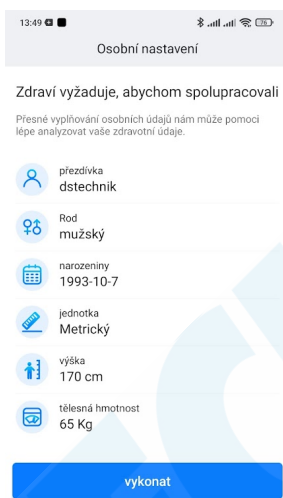 13:49
76
Osobní nastavení
Zdraví vyžaduje, abychom spolupracovali
Přesné vyplňování osobních údajů nám může pomoci
lépe analyzovat vaše zdravotní údaje.
přezdívka
dstechnik
Rod
mužský
narozeniny
1993-10-7
jednotka
Metrický
výška
170 cm
tělesná hmotnost
65 Kg
vykonat